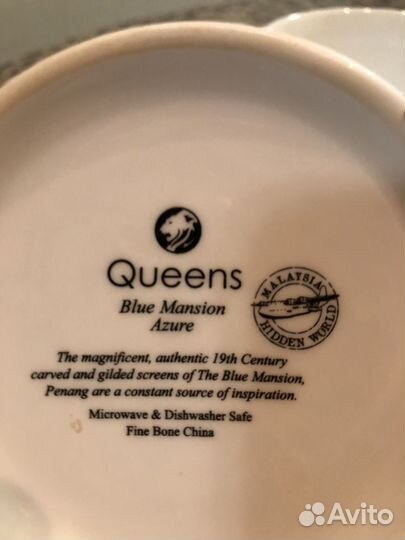 Queens
Blue Mansion
Azure
MALAYSIA
HIDDEN WORLD
The magnificent, authentic 19th Century
carved and gilded screens of The Blue Mansion,
Penang are a constant source of inspiration.
Microwave & Dishwasher Safe
Fine Bone China
Avito